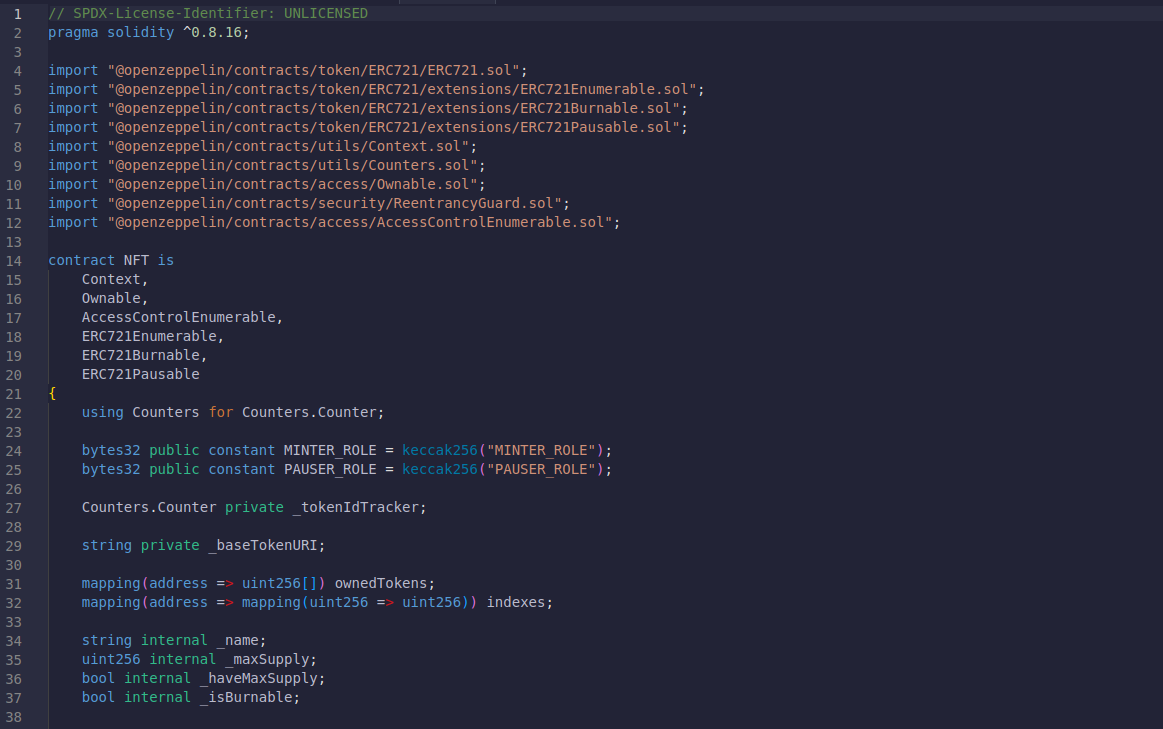 1 // SPDX-License-Identifier: UNLICENSED
2 pragma solidity ^0.8.16;
3
4 import "@openzeppelin/contracts/token/ERC721/ERC721.sol";
5 import "@openzeppelin/contracts/token/ERC721/extensions/ERC721Enumerable.sol";
6 import "@openzeppelin/contracts/token/ERC721/extensions/ERC721Burnable.sol";
7 import "@openzeppelin/contracts/token/ERC721/extensions/ERC721Pausable.sol";
8 import "@openzeppelin/contracts/utils/Context.sol";
9 import "@openzeppelin/contracts/utils/Counters.sol";
10 import "@openzeppelin/contracts/access/Ownable.sol";
11 import "@openzeppelin/contracts/security/ReentrancyGuard.sol";
12 import "@openzeppelin/contracts/access/AccessControlEnumerable.sol";
13
14 contract NFT is
15     Context,
16     Ownable,
17     AccessControlEnumerable,
18     ERC721Enumerable,
19     ERC721Burnable,
20     ERC721Pausable
21 {
22     using Counters for Counters.Counter;
23
24     bytes32 public constant MINTER_ROLE = keccak256("MINTER_ROLE");
25     bytes32 public constant PAUSER_ROLE = keccak256("PAUSER_ROLE");
26
27     Counters.Counter private _tokenIdTracker;
28
29     string private _baseTokenURI;
30
31     mapping(address => uint256[]) ownedTokens;
32     mapping(address => mapping(uint256 => uint256)) indexes;
33
34     string internal _name;
35     uint256 internal _maxSupply;
36     bool internal _haveMaxSupply;
37     bool internal _isBurnable;
38